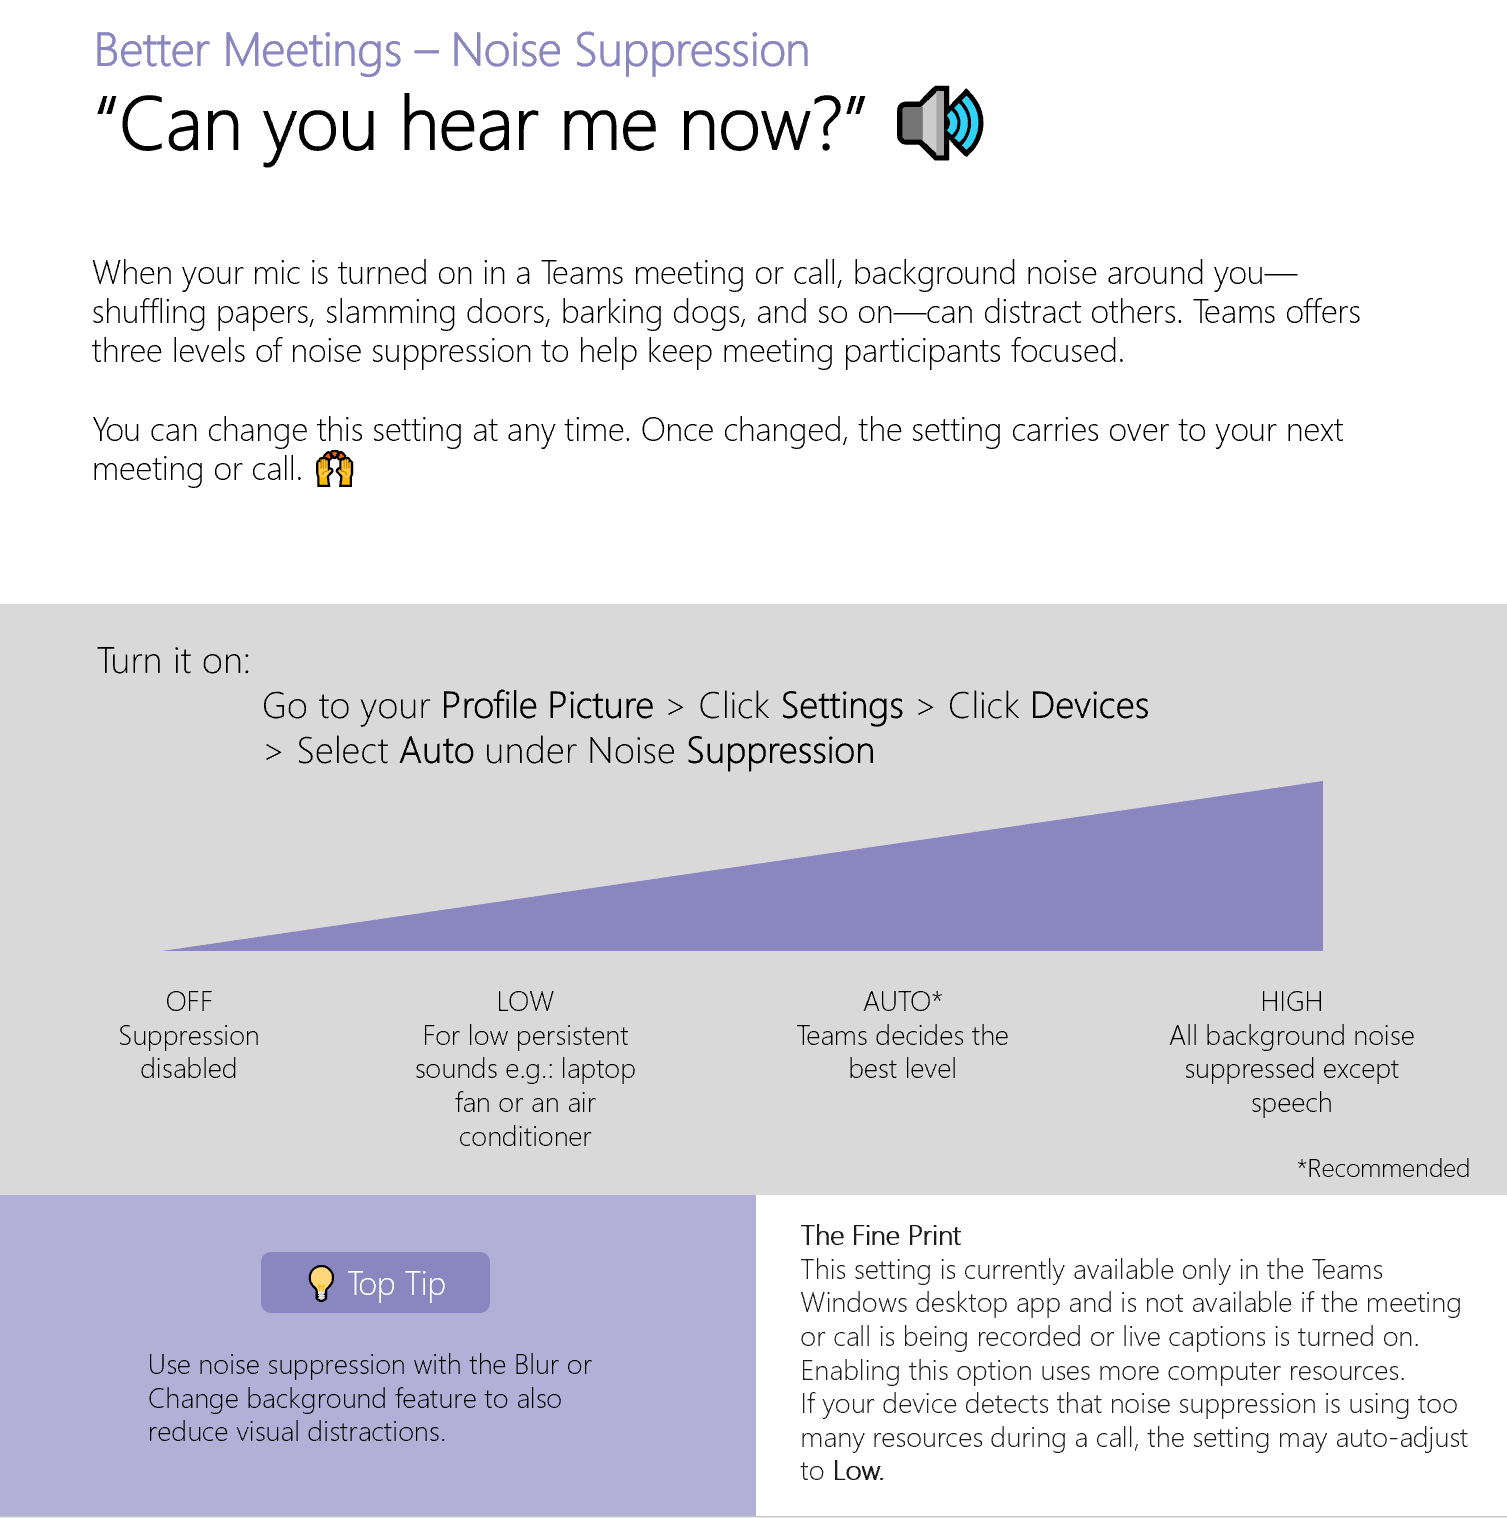 Better Meetings – Noise Suppression
“Can you hear me now?”
When your mic is turned on in a Teams meeting or call, background noise around you—
shuffling papers, slamming doors, barking dogs, and so on—can distract others. Teams offers
three levels of noise suppression to help keep meeting participants focused.
You can change this setting at any time. Once changed, the setting carries over to your next
meeting or call.
Turn it on:
Go to your Profile Picture > Click Settings > Click Devices
> Select Auto under Noise Suppression
OFF
Suppression
disabled
LOW
For low persistent
sounds e.g.: laptop
fan or an air
conditioner
AUTO*
Teams decides the
best level
HIGH
All background noise
suppressed except
speech
*Recommended
Top Tip
Use noise suppression with the Blur or
Change background feature to also
reduce visual distractions.
The Fine Print
This setting is currently available only in the Teams
Windows desktop app and is not available if the meeting
or call is being recorded or live captions is turned on.
Enabling this option uses more computer resources.
If your device detects that noise suppression is using too
many resources during a call, the setting may auto-adjust
to Low.